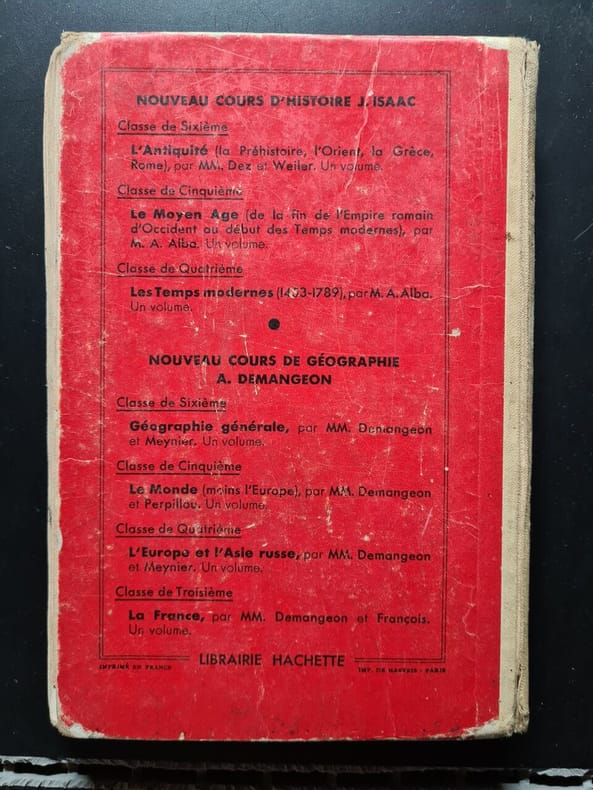 NOUVEAU COURS D'HISTOIRE J. ISAAC
Classe de Sixième
L'Antiquité (la Préhistoire, l'Orient, la Grèce,
Rome), par MM. Dez et Weiler. Un volume.
Classe de Cinquième
Le Moyen Age (de la fin de l'Empire romain
d'Occident au début des Temps modernes), par
M. A. Alba. Un volume.
Classe de Quatrième
Les Temps modernes (1453-1789), par M. A. Alba.
Un volume.
NOUVEAU COURS DE GÉOGRAPHIE
A. DEMANGEON
Classe de Sixième
Géographie générale, par MM. Demangeon
et Meynier. Un volume.
Classe de Cinquième
Le Monde (moins l'Europe), par MM. Demangeon
et Perpillou. Un volume.
Classe de Quatrième
L'Europe et l'Asie russe, par MM. Demangeon
et Meynier. Un volume.
Classe de Troisième
La France, par MM. Demangeon et François.
Un volume.
LIBRAIRIE HACHETTE
IMPRIMÉ EN FRANCE
IMP. DE PARIS